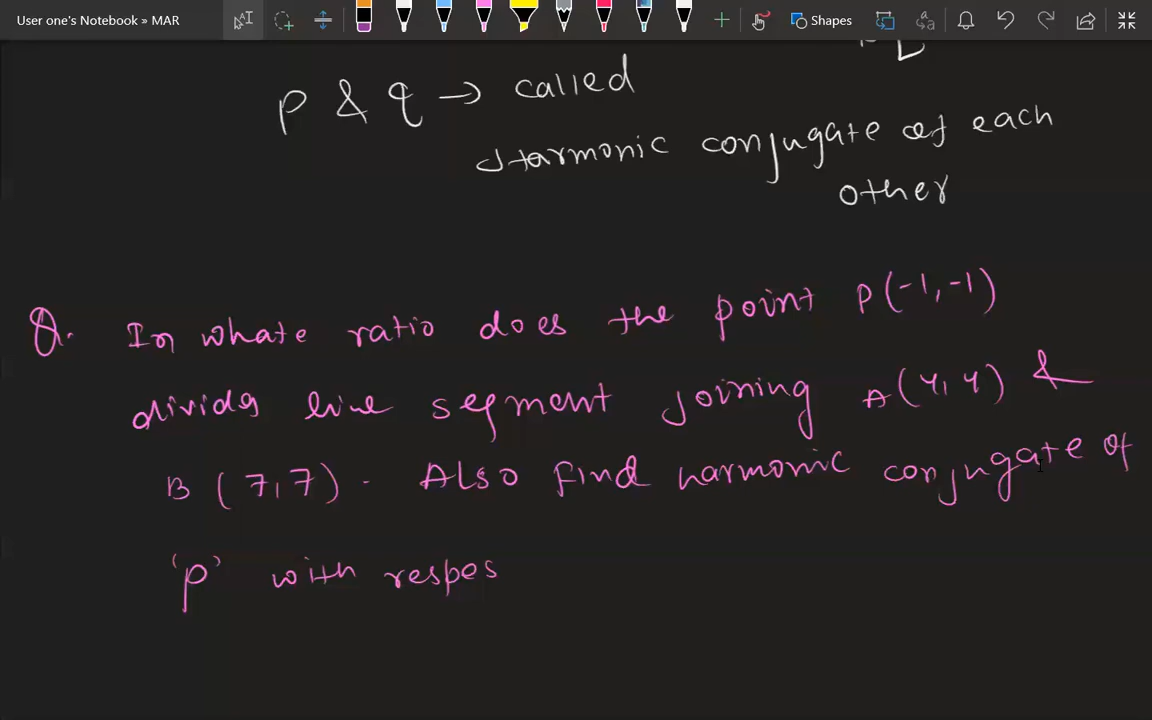 User one's Notebook » MAR
Shapes
p & q → called
Harmonic conjugate of each
other
Q. In whate ratio does the point P(-1,-1)
divides line segment joining A(4,4) &
B (7,7). Also find harmonic conjugate of
'p' with respes